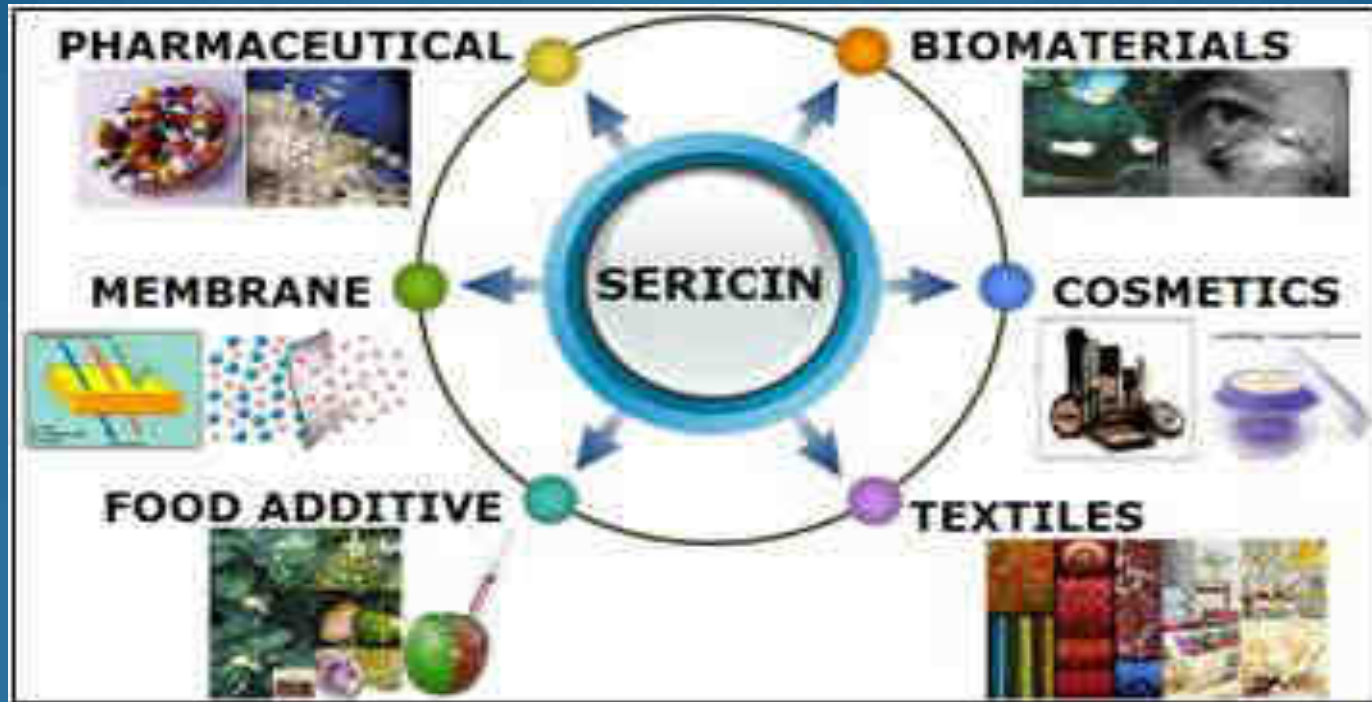 PHARMACEUTICAL
BIOMATERIALS
MEMBRANE
SERICIN
COSMETICS
FOOD ADDITIVE
TEXTILES